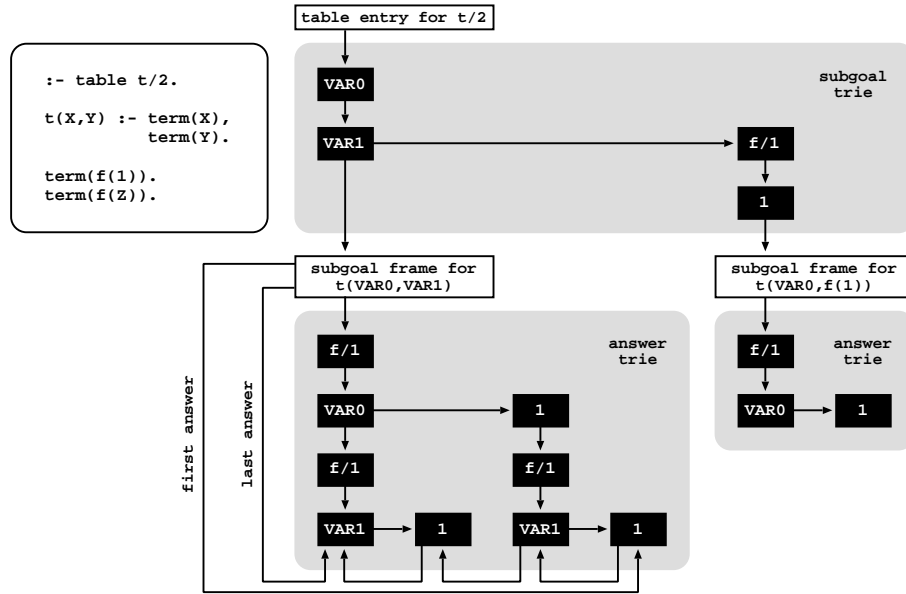 table entry for t/2
:- table t/2.
t(X,Y) :- term(X),
term(Y).
term(f(1)).
term(f(Z)).
subgoal
trie
VAR0
VAR1
f/1
1
subgoal frame for
t(VAR0,VAR1)
subgoal frame for
t(VAR0,f(1))
first answer
last answer
answer
trie
f/1
VAR0
1
f/1
f/1
VAR1
1
VAR1
1
answer
trie
f/1
VAR0
1